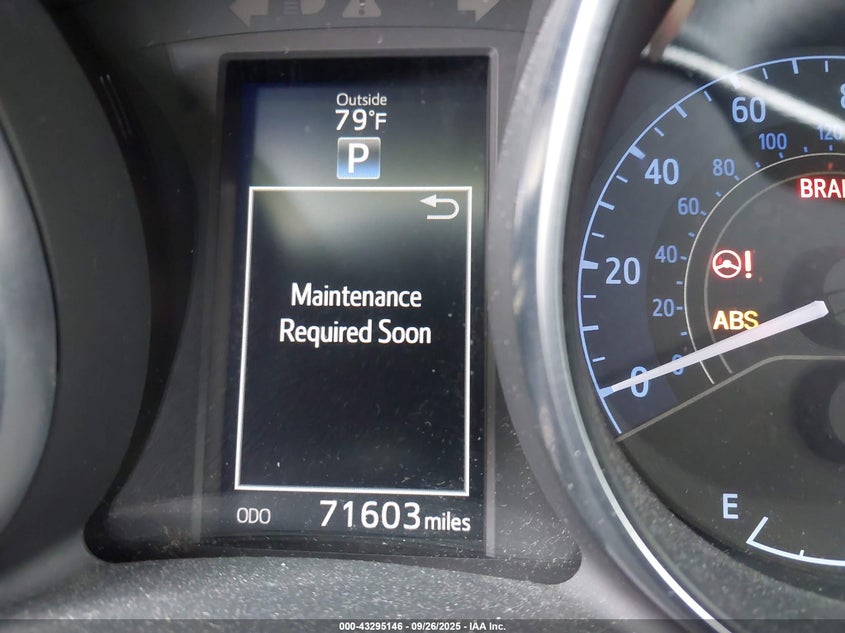 Outside
79°F
P
Maintenance
Required Soon
ODO 71603 miles
60
40
20
0
120
100
80
60
40
20
0
BRA
!
ABS
E
000-43295146 - 09/26/2025 - IAA Inc.